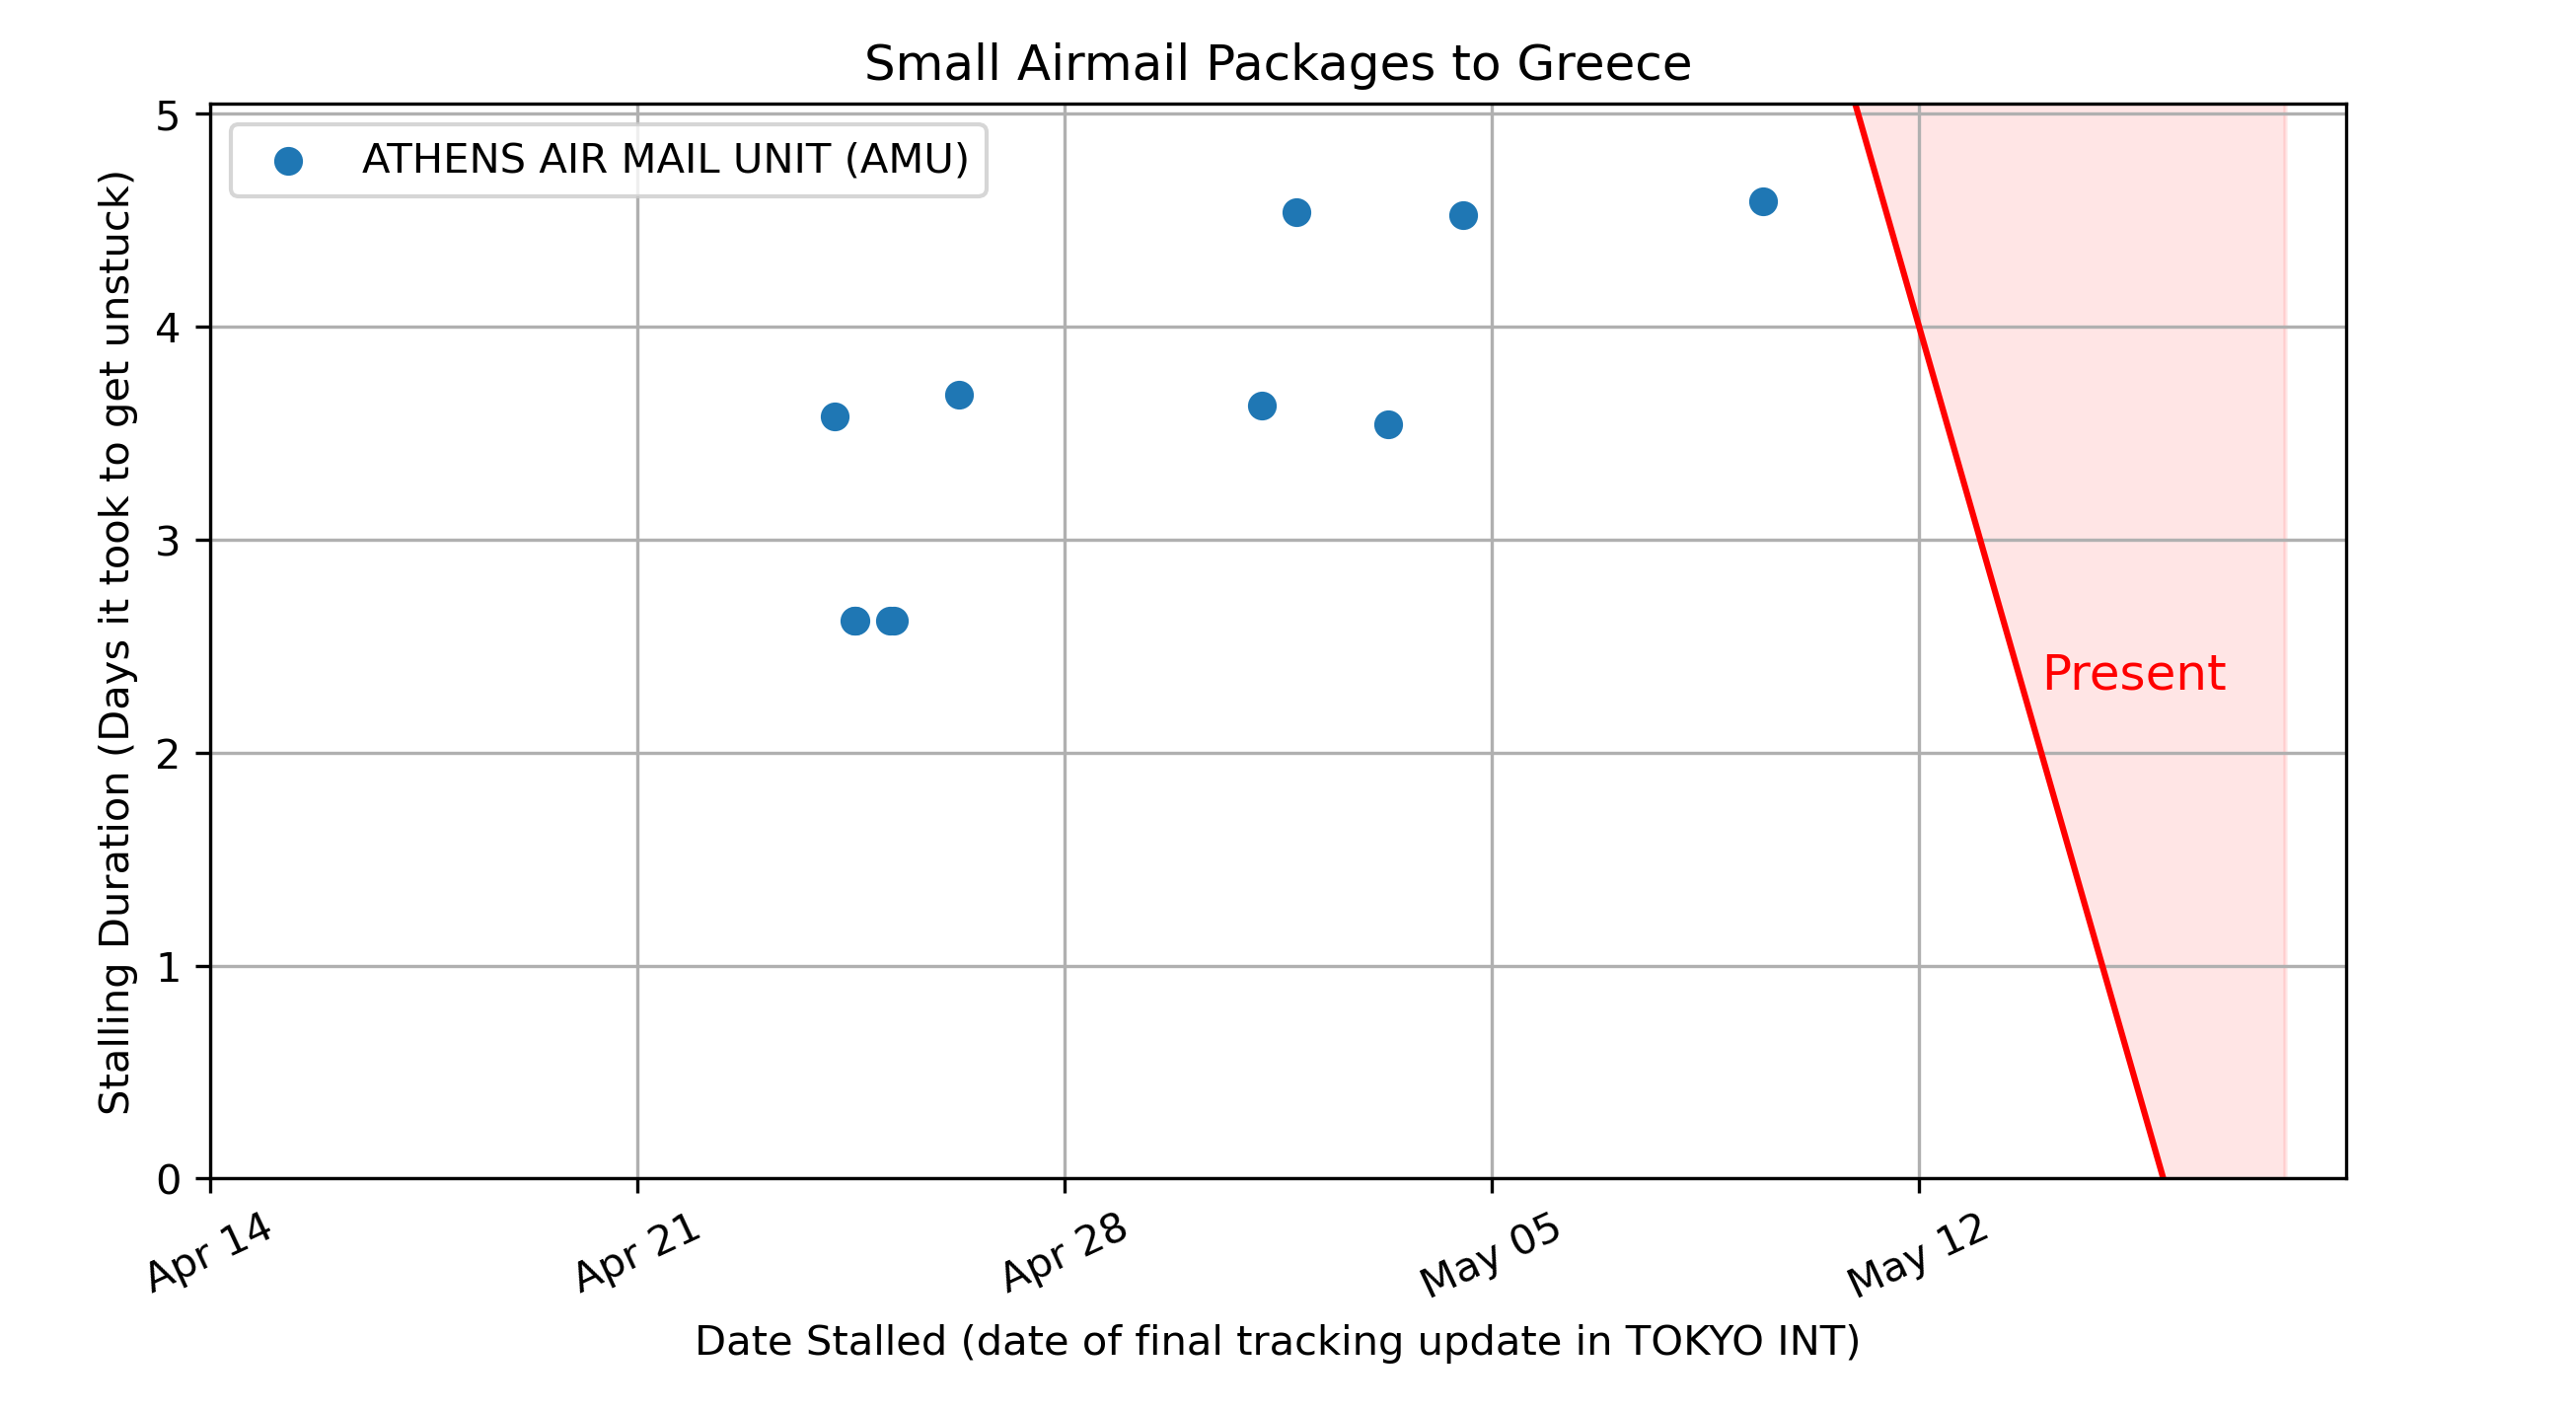 Small Airmail Packages to Greece
ATHENS AIR MAIL UNIT (AMU)
Stalling Duration (Days it took to get unstuck)
5
4
3
2
1
0
Present
Apr 14
Apr 21
Apr 28
May 05
May 12
Date Stalled (date of final tracking update in TOKYO INT)